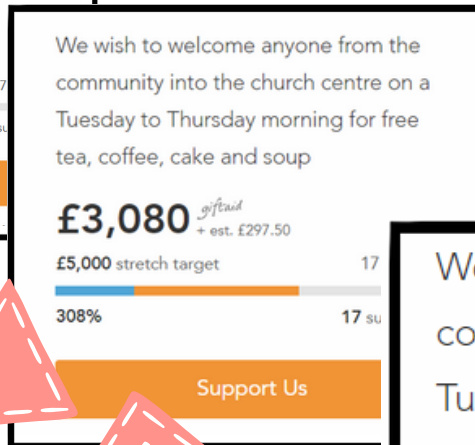 We wish to welcome anyone from the
community into the church centre on a
Tuesday to Thursday morning for free
tea, coffee, cake and soup
£3,080 giftaid + est. £297.50
£5,000 stretch target 17
308% 17 su
Support Us
We
co
Tu